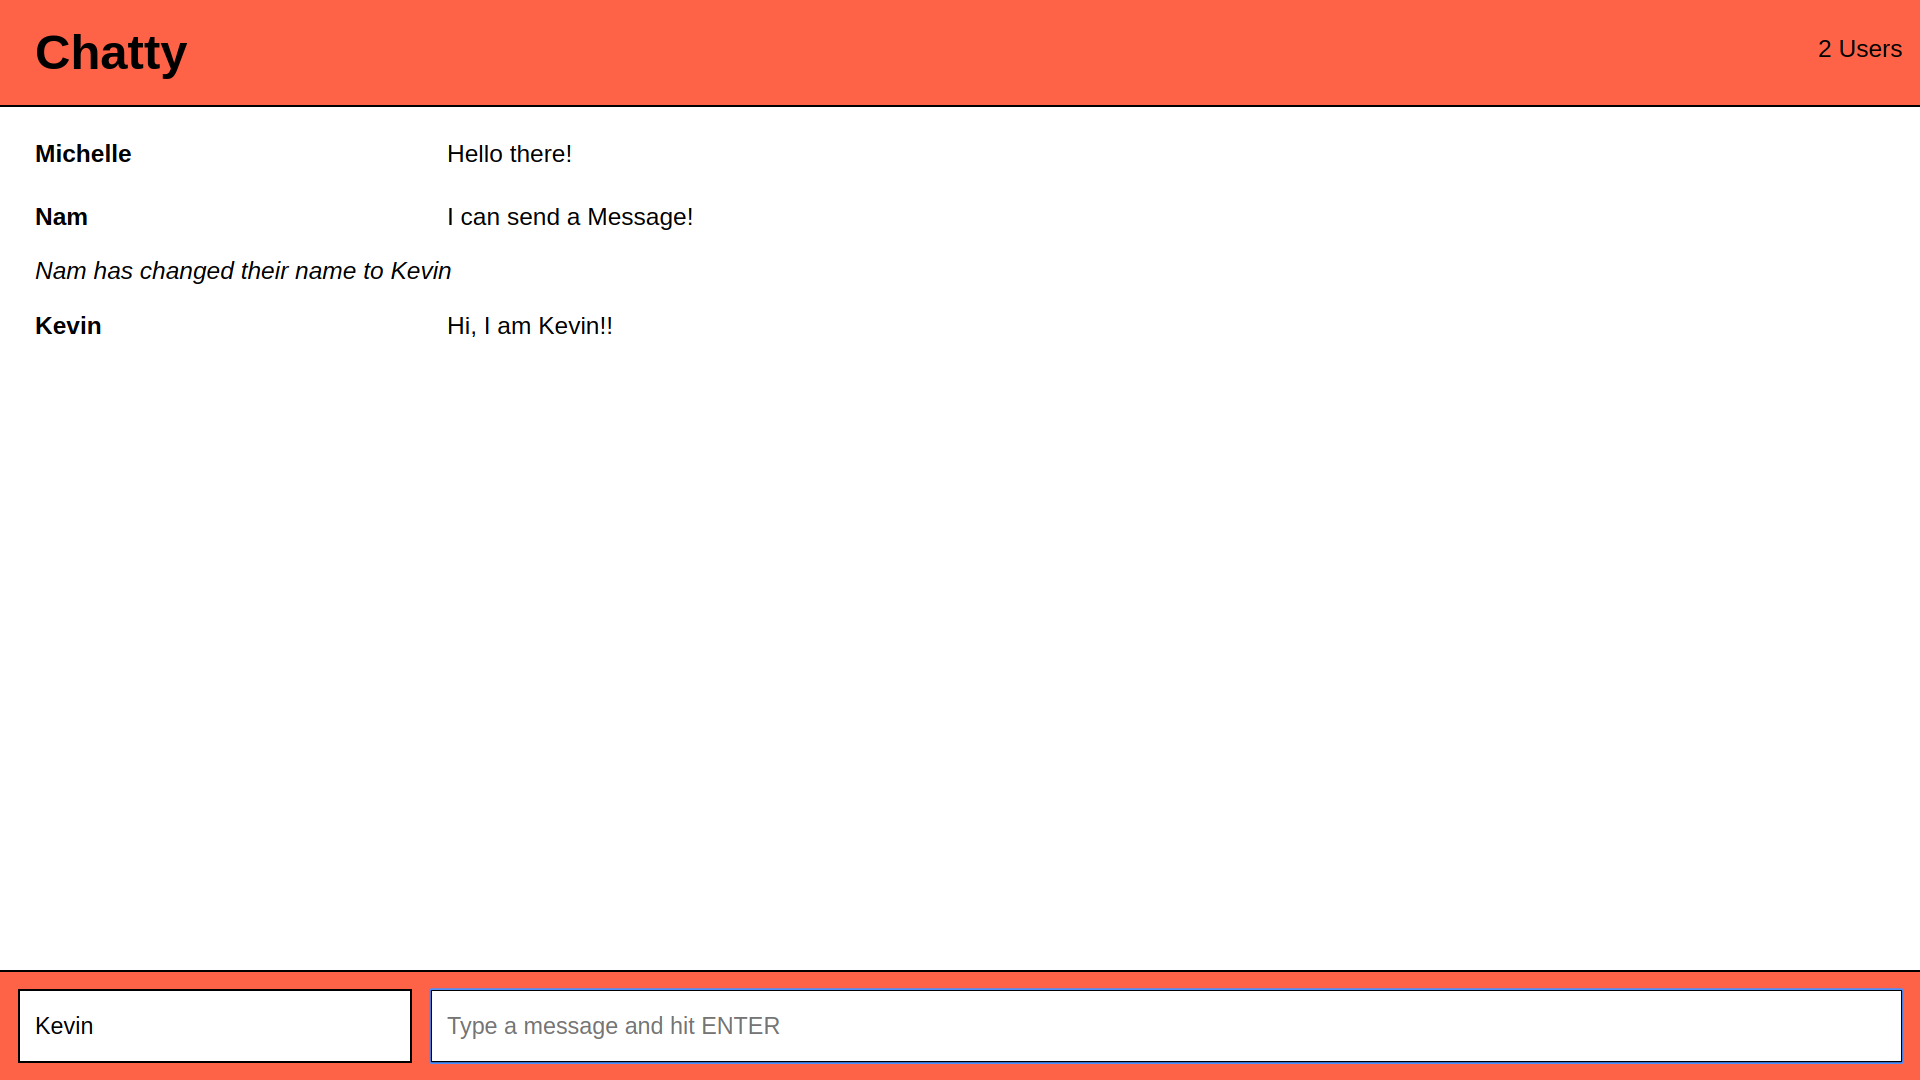 Chatty
2 Users
Michelle Hello there!
Nam I can send a Message!
Nam has changed their name to Kevin
Kevin Hi, I am Kevin!!
Kevin Type a message and hit ENTER